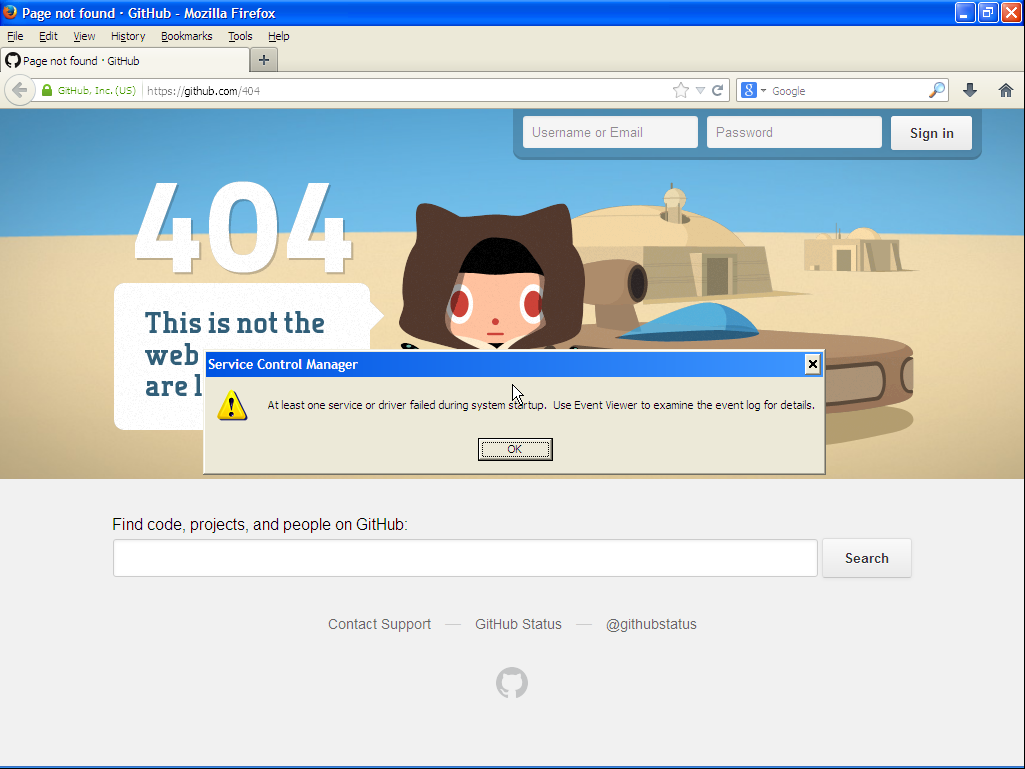 Page not found · GitHub - Mozilla Firefox
File Edit View History Bookmarks Tools Help
Page not found · GitHub
GitHub, Inc. (US) https://github.com/404 Google
Username or Email Password Sign in
404
This is not the
web
are l
Service Control Manager
At least one service or driver failed during system startup. Use Event Viewer to examine the event log for details.
OK
Find code, projects, and people on GitHub:
Search
Contact Support — GitHub Status — @githubstatus